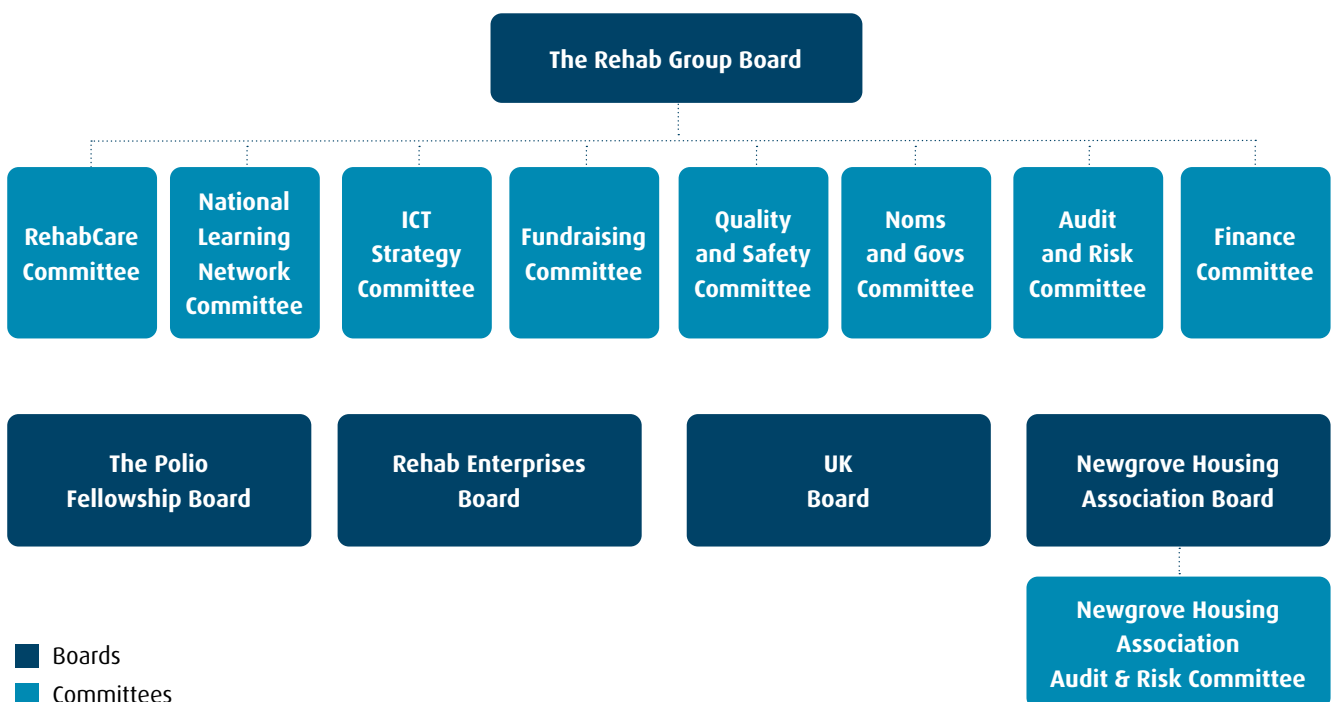 The Rehab Group Board
RehabCare
Committee
National
Learning
Network
Committee
ICT
Strategy
Committee
Fundraising
Committee
Quality
and Safety
Committee
Noms
and Govs
Committee
Audit
and Risk
Committee
Finance
Committee
The Polio
Fellowship Board
Rehab Enterprises
Board
UK
Board
Newgrove Housing
Association Board
Newgrove Housing
Association
Audit & Risk Committee
Boards
Committees